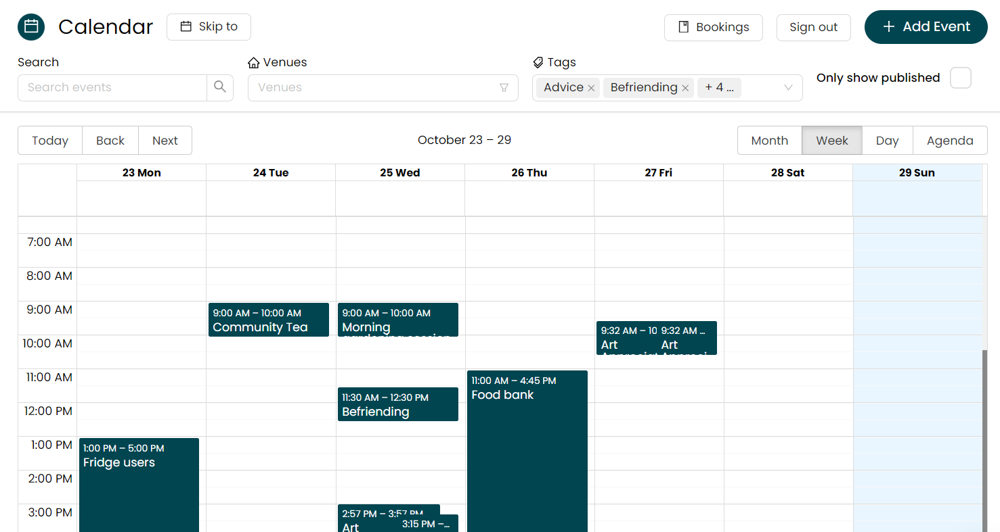 Calendar
Skip to
Bookings
Sign out
Add Event
Search
Venues
Tags
Search events
Venues
Advice
Befriending
+ 4 ...
Only show published
Today
Back
Next
October 23 – 29
Month
Week
Day
Agenda
23 Mon
24 Tue
25 Wed
26 Thu
27 Fri
28 Sat
29 Sun
7:00 AM
8:00 AM
9:00 AM
9:00 AM – 10:00 AM
Community Tea
9:00 AM – 10:00 AM
Morning
gardening session
9:32 AM – 10
Art
9:32 AM ...
Art
10:00 AM
11:00 AM
11:00 AM – 4:45 PM
Food bank
11:30 AM – 12:30 PM
Befriending
12:00 PM
1:00 PM
1:00 PM – 5:00 PM
Fridge users
2:00 PM
3:00 PM
2:57 PM – 3:57 PM
Art
3:15 PM –...